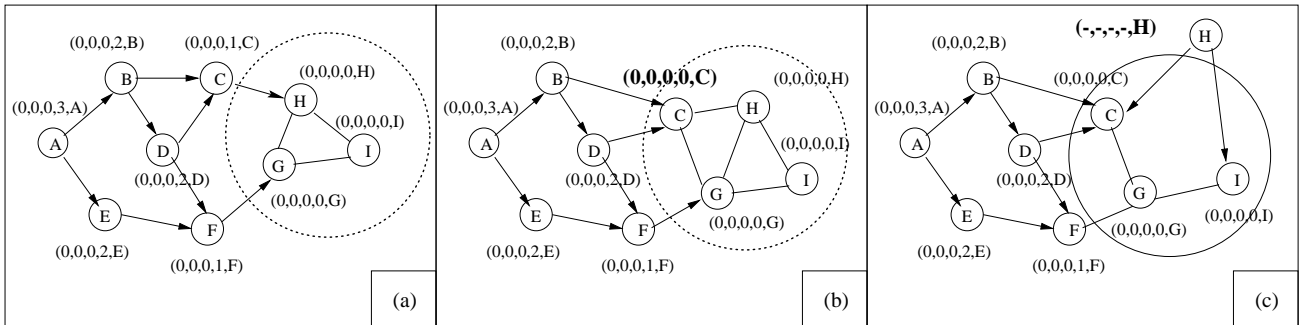 (0,0,0,2,B) (0,0,0,1,C)
B C (0,0,0,0,H)
(0,0,0,3,A) H (0,0,0,0,I)
A D I
G
(0,0,0,2,D)
E F (0,0,0,0,G)
(0,0,0,2,E) (0,0,0,1,F)
(a)
(0,0,0,2,B)
B (0,0,0,0,C) (0,0,0,0,H)
(0,0,0,3,A) C H
A D (0,0,0,0,I)
(0,0,0,2,D) G I
E F (0,0,0,0,G)
(0,0,0,2,E) (0,0,0,1,F)
(b)
(-,-,-,-,H) H
(0,0,0,2,B)
B (0,0,0,0,C)
(0,0,0,3,A) C
A D
(0,0,0,2,D) G I
E F (0,0,0,0,G) (0,0,0,0,I)
(0,0,0,2,E) (0,0,0,1,F)
(c)